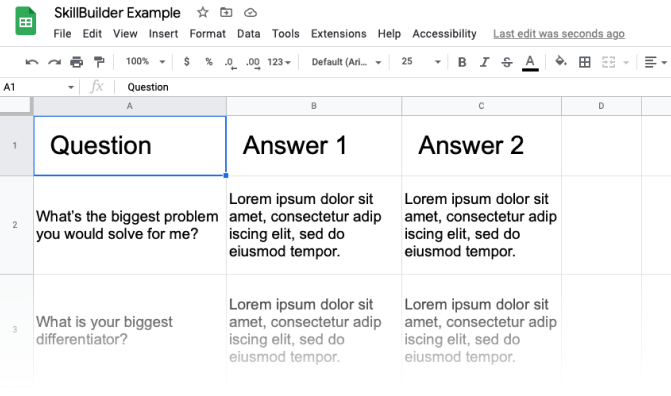 SkillBuilder Example
File Edit View Insert Format Data Tools Extensions Help Accessibility Last edit was seconds ago
100% $ % .0 .00 123 Default (Ari... 25 B I S A
A1 fx Question
A B C D
1 Question Answer 1 Answer 2
2
What's the biggest problem
you would solve for me?
Lorem ipsum dolor sit
amet, consectetur adip
iscing elit, sed do
eiusmod tempor.
Lorem ipsum dolor sit
amet, consectetur adip
iscing elit, sed do
eiusmod tempor.
3
What is your biggest
differentiator?
Lorem ipsum dolor sit
amet, consectetur adip
iscing elit, sed do
eiusmod tempor.
Lorem ipsum dolor sit
amet, consectetur adip
iscing elit, sed do
eiusmod tempor.